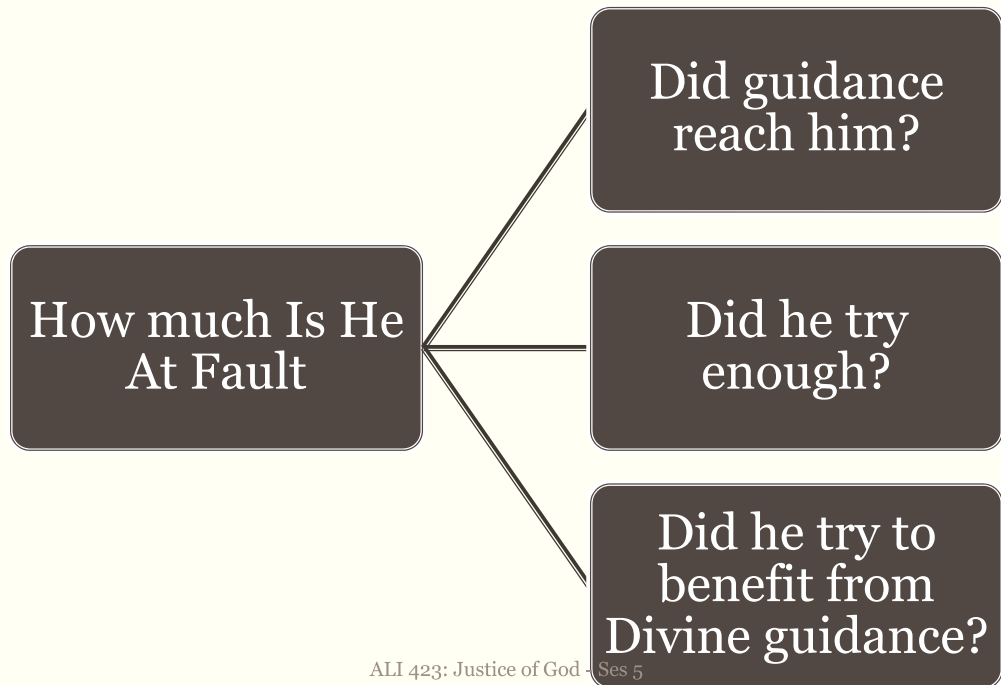 How much Is He
At Fault
Did guidance
reach him?
Did he try
enough?
Did he try to
benefit from
Divine guidance?
ALI 423: Justice of God - Ses 5